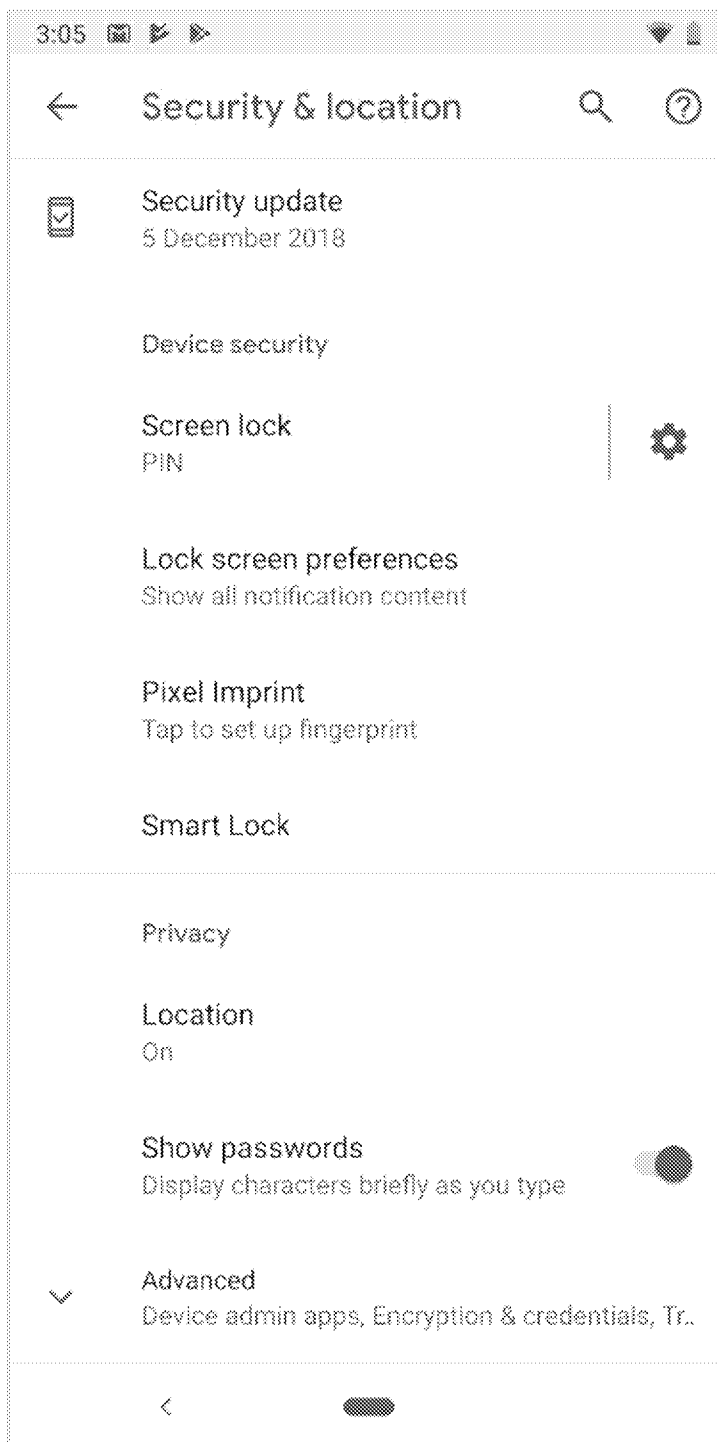 3:05
Security & location
Security update
5 December 2018
Device security
Screen lock
PIN
Lock screen preferences
Show all notification content
Pixel Imprint
Tap to set up fingerprint
Smart Lock
Privacy
Location
On
Show passwords
Display characters briefly as you type
Advanced
Device admin apps, Encryption & credentials, Tr..